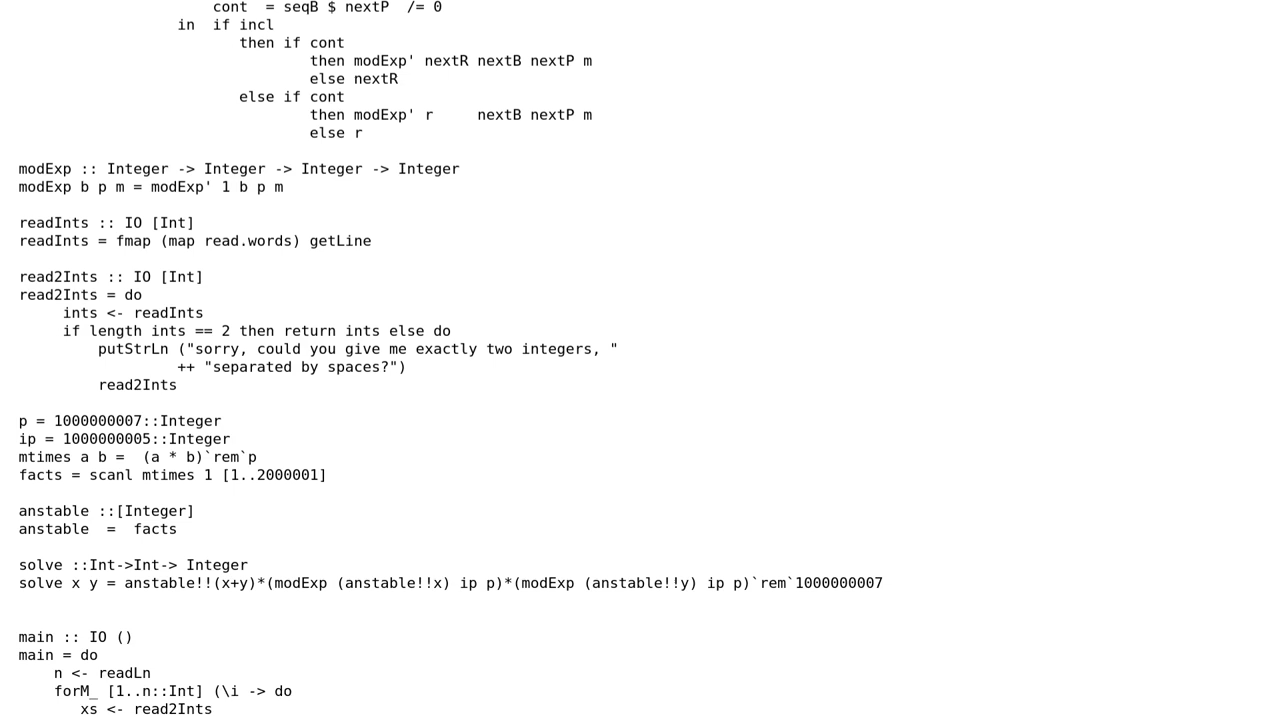 cont  = seqB $ nextP  /= 0
in  if incl
then if cont
then modExp' nextR nextB nextP m
else nextR
else if cont
then modExp' r     nextB nextP m
else r
modExp :: Integer -> Integer -> Integer -> Integer
modExp b p m = modExp' 1 b p m
readInts :: IO [Int]
readInts = fmap (map read.words) getLine
read2Ints :: IO [Int]
read2Ints = do
ints <- readInts
if length ints == 2 then return ints else do
putStrLn ("sorry, could you give me exactly two integers, "
++ "separated by spaces?")
read2Ints
p = 1000000007::Integer
ip = 1000000005::Integer
mtimes a b =  (a * b)`rem`p
facts = scanl mtimes 1 [1..2000001]
anstable ::[Integer]
anstable  =  facts
solve ::Int->Int-> Integer
solve x y = anstable!!(x+y)*(modExp (anstable!!x) ip p)*(modExp (anstable!!y) ip p)`rem`1000000007
main :: IO ()
main = do
n <- readLn
forM_ [1..n::Int] (\i -> do
xs <- read2Ints